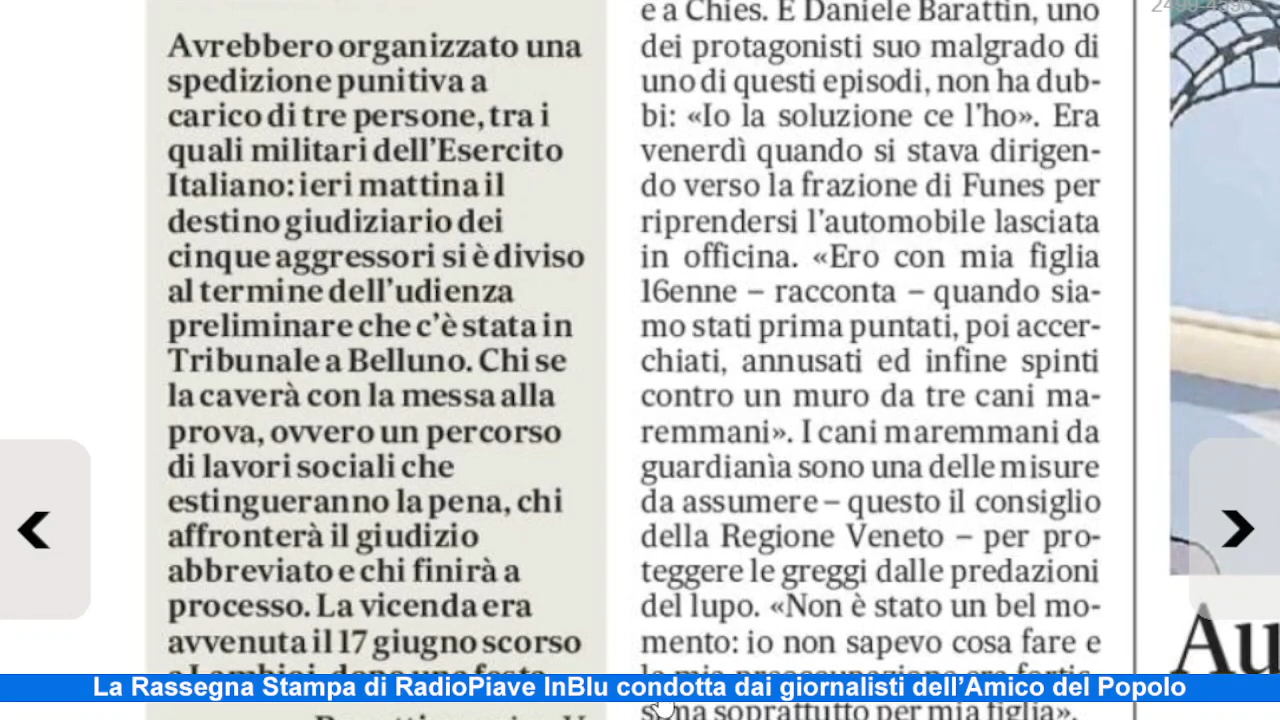 Avrebbero organizzato una
spedizione punitiva a
carico di tre persone, tra i
quali militari dell'Esercito
Italiano: ieri mattina il
destino giudiziario dei
cinque aggressori si è diviso
al termine dell'udienza
preliminare che c'è stata in
Tribunale a Belluno. Chi se
la caverà con la messa alla
prova, ovvero un percorso
di lavori sociali che
estingueranno la pena, chi
affronterà il giudizio
abbreviato e chi finirà a
processo. La vicenda era
avvenuta il 17 giugno scorso
e a Chies. E Daniele Barattin, uno
dei protagonisti suo malgrado di
uno di questi episodi, non ha dub-
bi: «Io la soluzione ce l'ho». Era
venerdì quando si stava dirigen-
do verso la frazione di Funes per
riprendersi l'automobile lasciata
in officina. «Ero con mia figlia
16enne – racconta – quando sia-
mo stati prima puntati, poi accer-
chiati, annusati ed infine spinti
contro un muro da tre cani ma-
remmani». I cani maremmani da
guardianìa sono una delle misure
da assumere – questo il consiglio
della Regione Veneto – per pro-
teggere le greggi dalle predazioni
del lupo. «Non è stato un bel mo-
mento: io non sapevo cosa fare e
soprattutto per mia figlia».
Au
La Rassegna Stampa di RadioPiave InBlu condotta dai giornalisti dell'Amico del Popolo